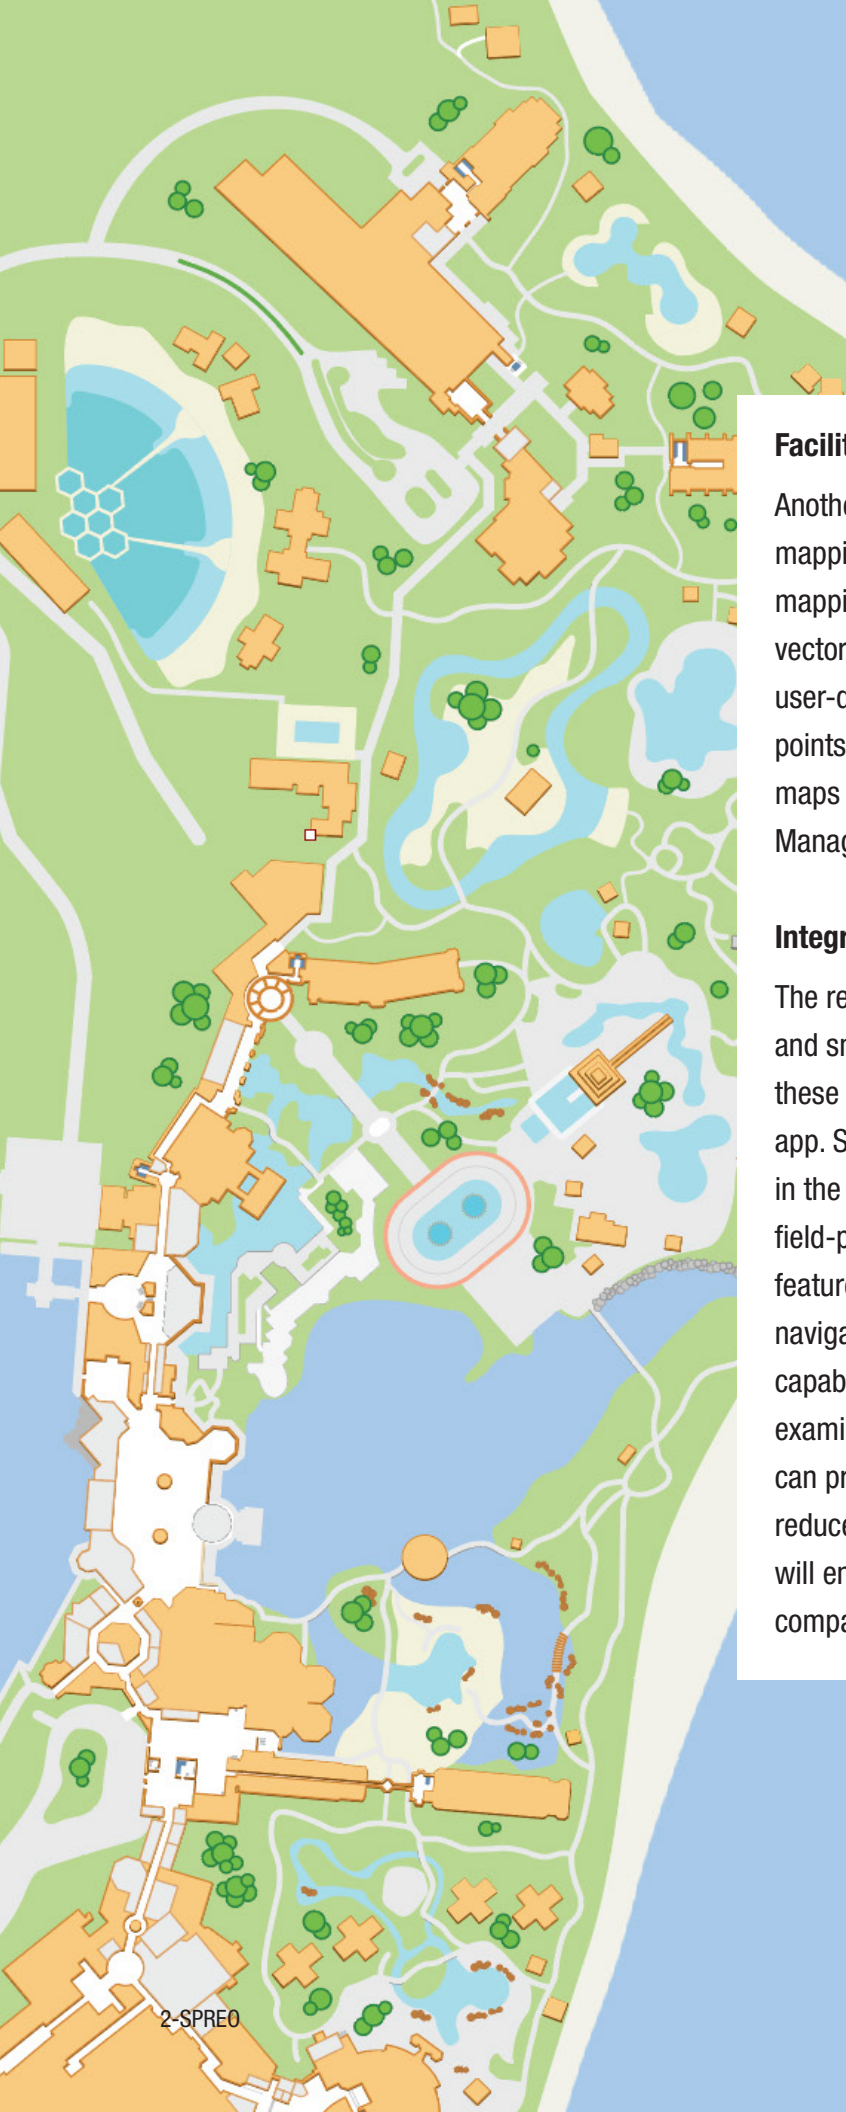 Facilit
Anothe
mappi
mappi
vector
user-d
points
maps
Manag
Integr
The re
and sm
these
app. S
in the
field-p
feature
naviga
capab
exami
can pr
reduce
will en
compa
2-SPREO